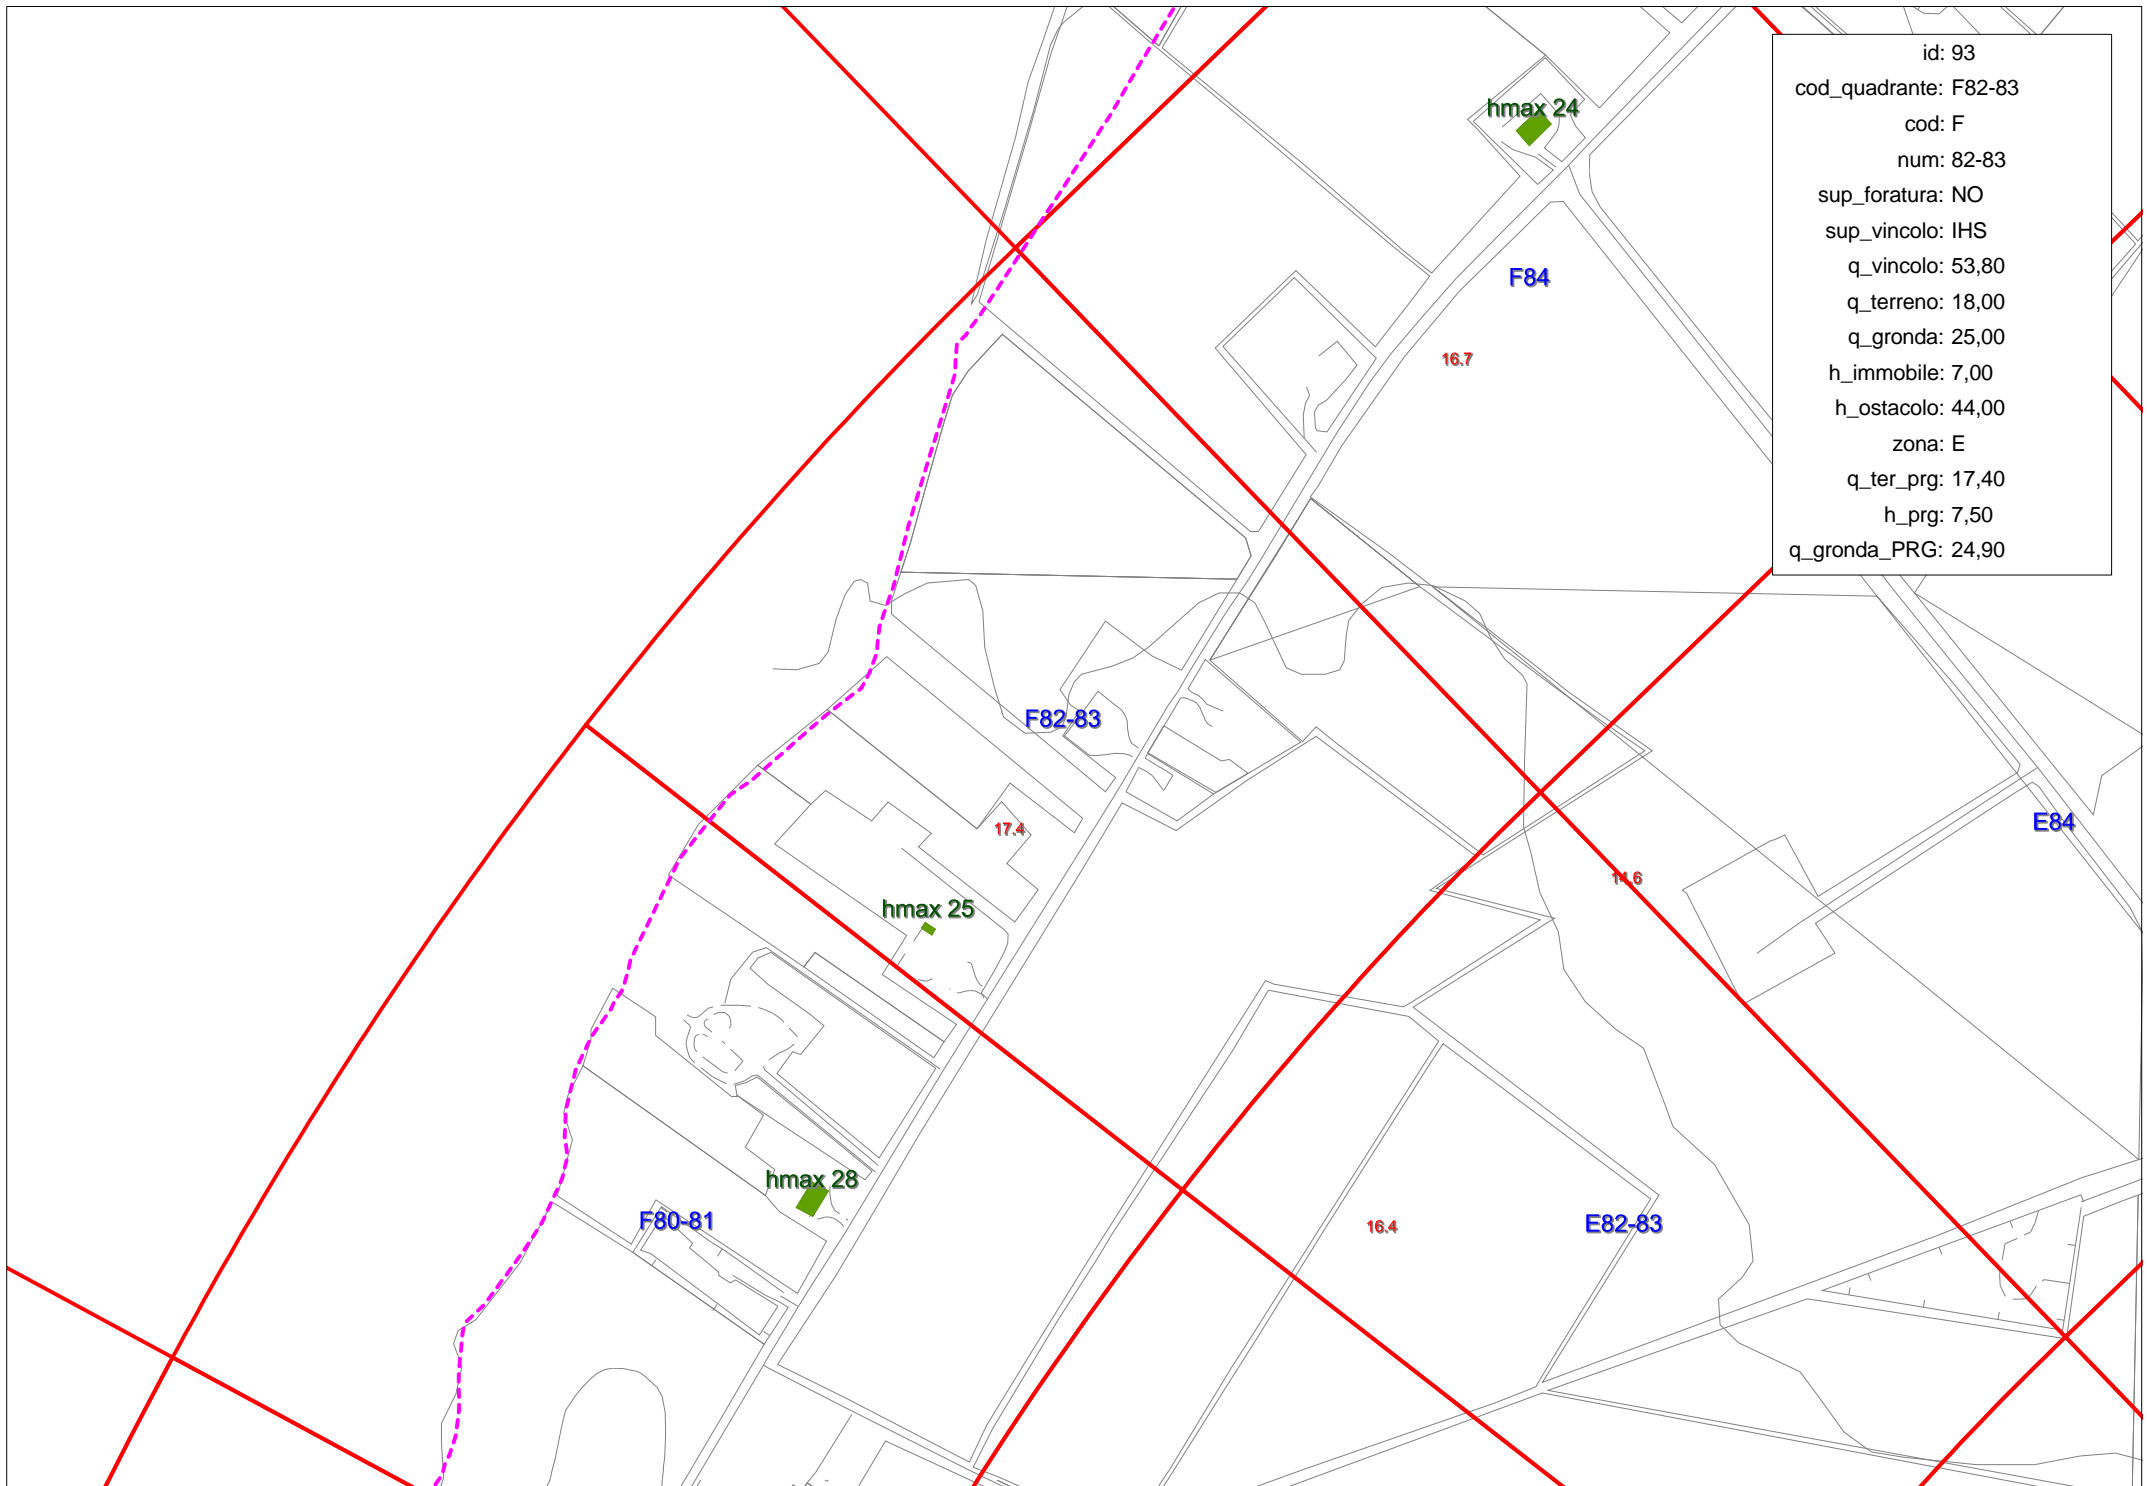 id: 93
cod_quadrante: F82-83
cod: F
num: 82-83
sup_foratura: NO
sup_vincolo: IHS
q_vincolo: 53,80
q_terreno: 18,00
q_gronda: 25,00
h_immobile: 7,00
h_ostacolo: 44,00
zona: E
q_ter_prg: 17,40
h_prg: 7,50
q_gronda_PRG: 24,90
hmax 24
F84
16.7
F82-83
17.4
E84
14.6
hmax 25
hmax 28
F80-81
16.4
E82-83